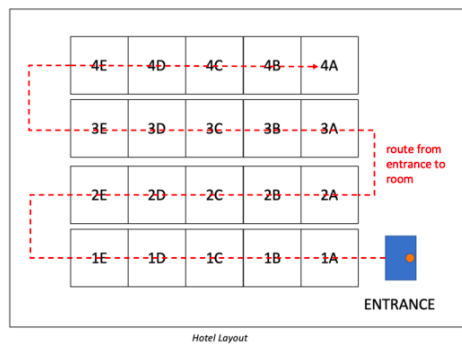 4E 4D 4C 4B 4A
3E 3D 3C 3B 3A
route from
entrance to
room
2E 2D 2C 2B 2A
1E 1D 1C 1B 1A
ENTRANCE
Hotel Layout